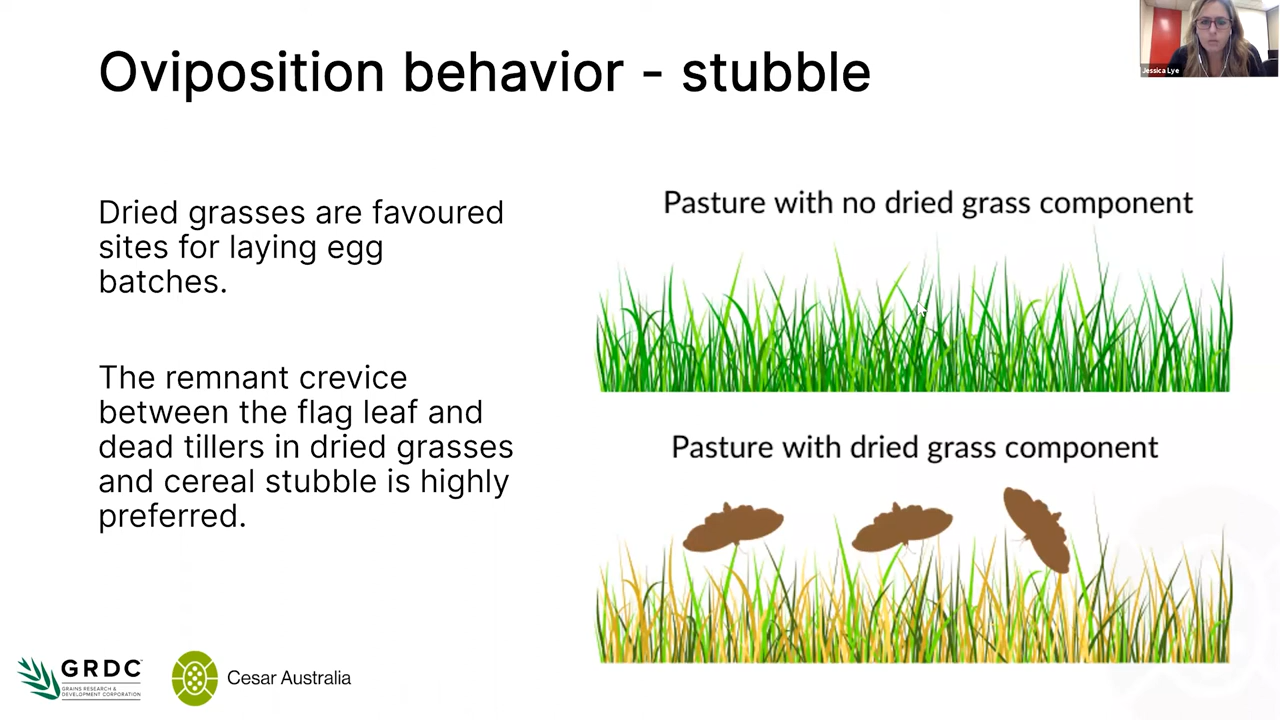 Oviposition behavior - stubble
Jessica Lye
Dried grasses are favoured
sites for laying egg
batches.
The remnant crevice
between the flag leaf and
dead tillers in dried grasses
and cereal stubble is highly
preferred.
Pasture with no dried grass component
Pasture with dried grass component
GRDC
GRAINS RESEARCH &
DEVELOPMENT CORPORATION
Cesar Australia